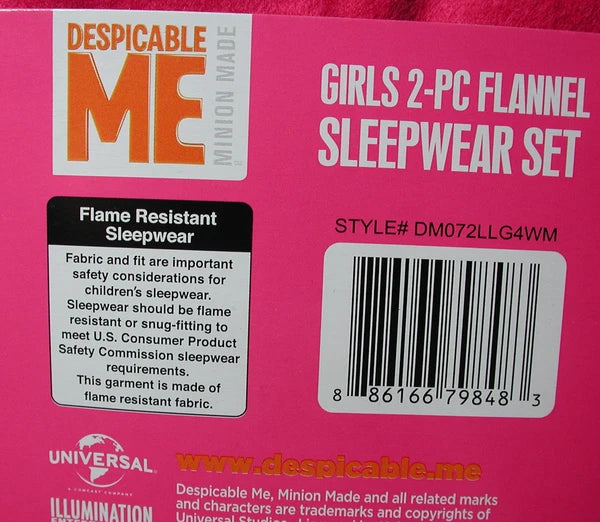 DESPICABLE
ME
MINION MADE
GIRLS 2-PC FLANNEL
SLEEPWEAR SET
Flame Resistant
Sleepwear
Fabric and fit are important
safety considerations for
children's sleepwear.
Sleepwear should be flame
resistant or snug-fitting to
meet U.S. Consumer Product
Safety Commission sleepwear
requirements.
This garment is made of
flame resistant fabric.
STYLE# DM072LLG4WM
8 86166 79848 3
UNIVERSAL
A COMCAST COMPANY
ILLUMINATION
www.despicable.me
Despicable Me, Minion Made and all related marks
and characters are trademarks and copyrights of
Universal Studios.